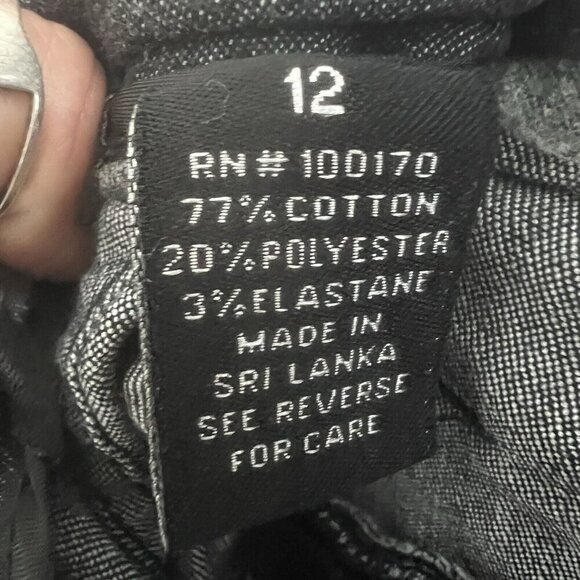 12
RN# 100170
77% COTTON
20% POLYESTER
3% ELASTANE
MADE IN
SRI LANKA
SEE REVERSE
FOR CARE